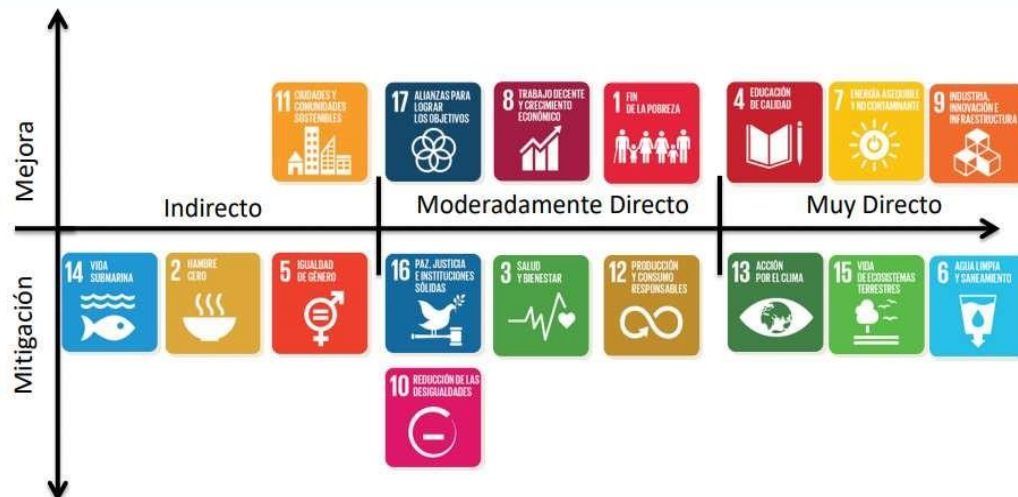 Mejora
11 CIUDADES Y
COMUNIDADES
SOSTENIBLES
17 ALIANZAS PARA
LOGRAR
LOS OBJETIVOS
8 TRABAJO DECENTE
Y CRECIMIENTO
ECONÓMICO
1 FIN
DE LA POBREZA
4 EDUCACIÓN
DE CALIDAD
7 ENERGÍA ASEQUIBLE
Y NO CONTAMINANTE
9 INDUSTRIA,
INNOVACIÓN E
INFRAESTRUCTURA
Indirecto
Moderadamente Directo
Muy Directo
Mitigación
14 VIDA
SUBMARINA
2 HAMBRE
CERO
5 IGUALDAD
DE GÉNERO
16 PAZ, JUSTICIA
E INSTITUCIONES
SÓLIDAS
3 SALUD
Y BIENESTAR
12 PRODUCCIÓN
Y CONSUMO
RESPONSABLES
13 ACCIÓN
POR EL CLIMA
15 VIDA
DE ECOSISTEMAS
TERRESTRES
6 AGUA LIMPIA
Y SANEAMIENTO
10 REDUCCIÓN DE LAS
DESIGUALDADES